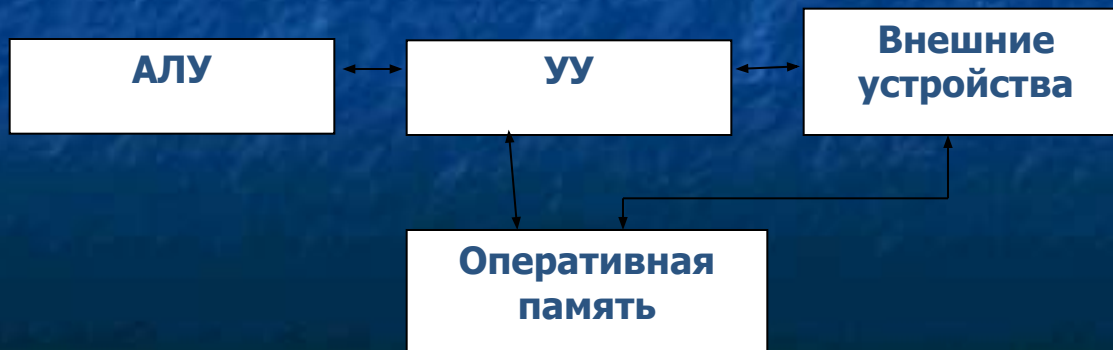 АЛУ
УУ
Внешние
устройства
Оперативная
память